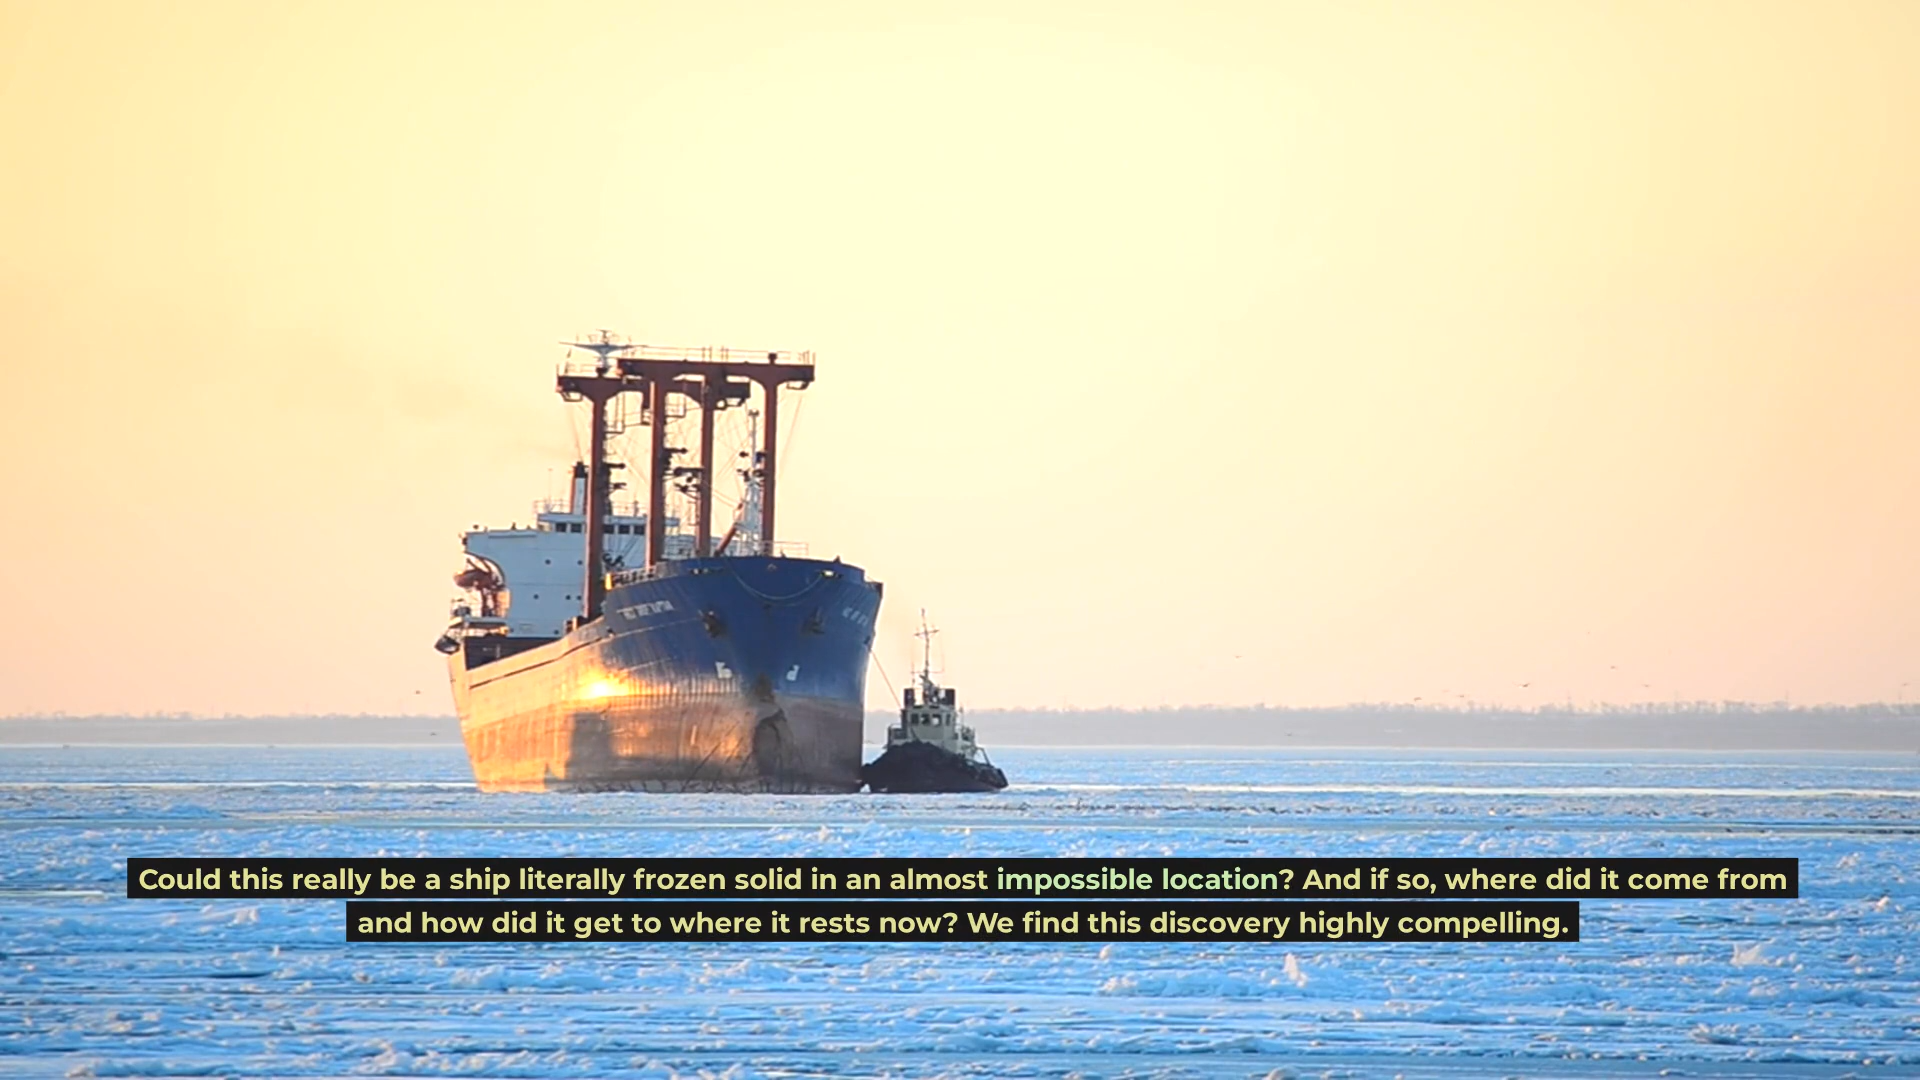 Could this really be a ship literally frozen solid in an almost impossible location? And if so, where did it come from
and how did it get to where it rests now? We find this discovery highly compelling.